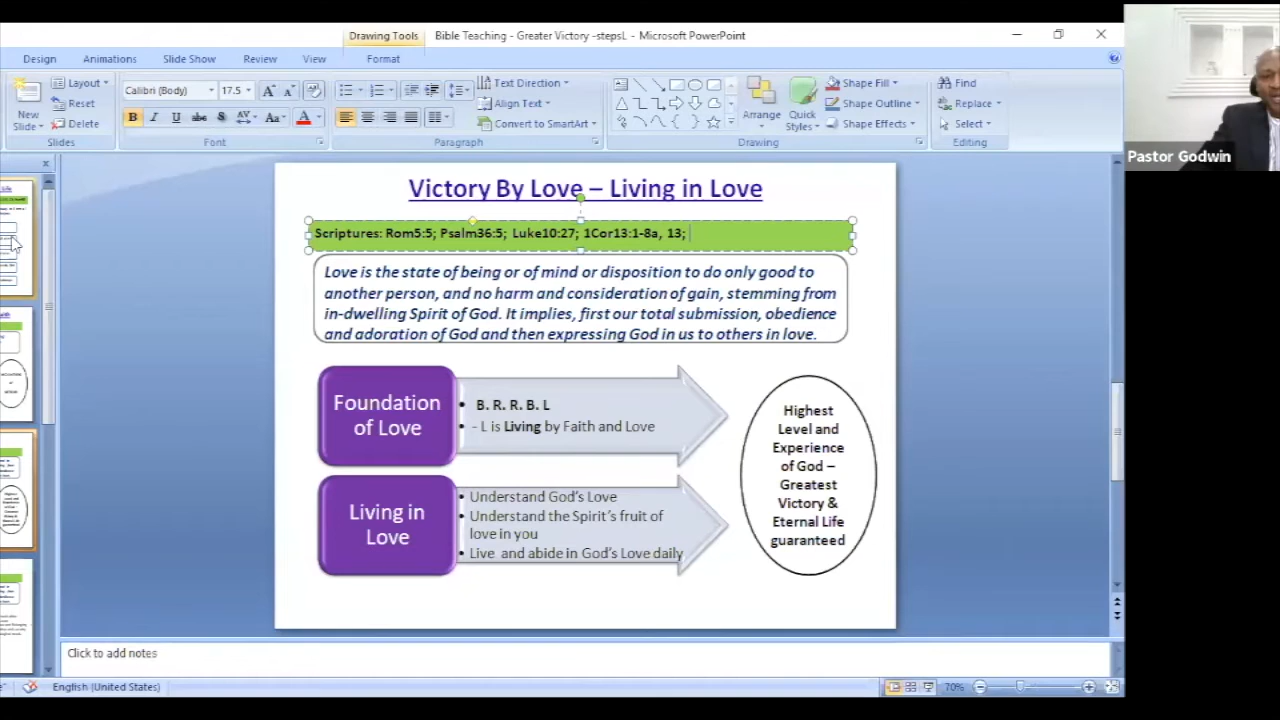 Drawing Tools
Bible Teaching - Greater Victory -stepsL - Microsoft PowerPoint
Design Animations Slide Show Review View Format
New Slide
Layout
Reset
Delete
Slides
Calibri (Body) 17.5
B I U abc S AV Aa A
Font
Text Direction
Align Text
Convert to SmartArt
Paragraph
Arrange
Quick Styles
Shape Fill
Shape Outline
Shape Effects
Drawing
Find
Replace
Select
Editing
Pastor Godwin
Victory By Love – Living in Love
Scriptures: Rom5:5; Psalm36:5; Luke10:27; 1Cor13:1-8a, 13;
Love is the state of being or of mind or disposition to do only good to
another person, and no harm and consideration of gain, stemming from
in-dwelling Spirit of God. It implies, first our total submission, obedience
and adoration of God and then expressing God in us to others in love.
Foundation
of Love
• B. R. R. B. L
• - L is Living by Faith and Love
Living in
Love
• Understand God's Love
• Understand the Spirit's fruit of
love in you
• Live and abide in God's Love daily
Highest
Level and
Experience
of God –
Greatest
Victory &
Eternal Life
guaranteed
Click to add notes
English (United States)
70%